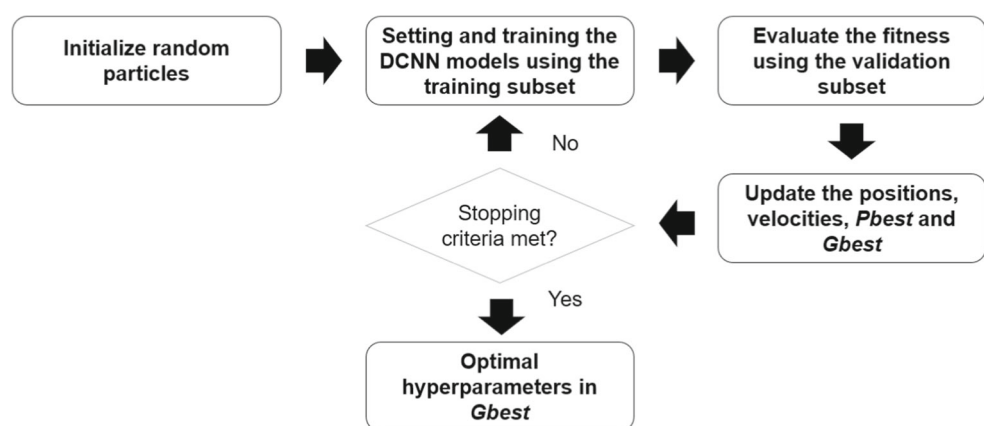 Initialize random
particles
Setting and training the
DCNN models using the
training subset
Evaluate the fitness
using the validation
subset
No
Update the positions,
velocities, Pbest and
Gbest
Stopping
criteria met?
Yes
Optimal
hyperparameters in
Gbest